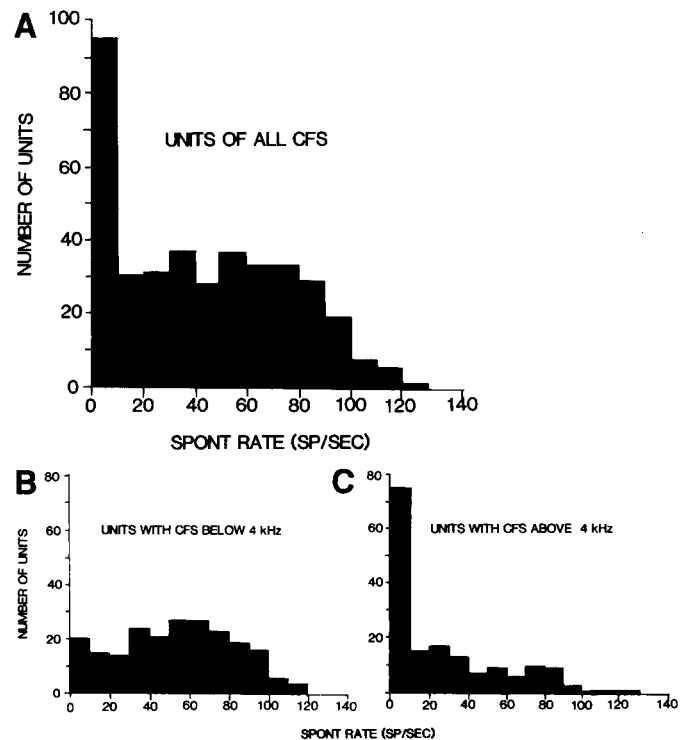 A
100
80
60
40
20
0
NUMBER OF UNITS
UNITS OF ALL CFS
0 20 40 60 80 100 120 140
SPONT RATE (SP/SEC)
B
80
60
40
20
0
NUMBER OF UNITS
UNITS WITH CFS BELOW 4 kHz
0 20 40 60 80 100 120 140
C
80
60
40
20
0
UNITS WITH CFS ABOVE 4 kHz
0 20 40 60 80 100 120 140
SPONT RATE (SP/SEC)